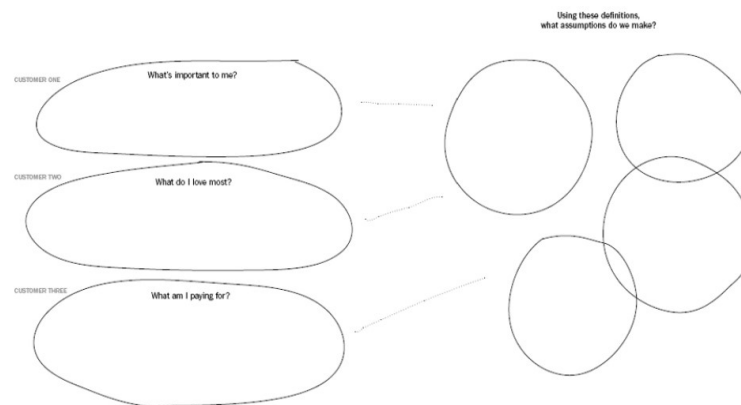 Using these definitions,
what assumptions do we make?
CUSTOMER ONE
What's important to me?
CUSTOMER TWO
What do I love most?
CUSTOMER THREE
What am I paying for?